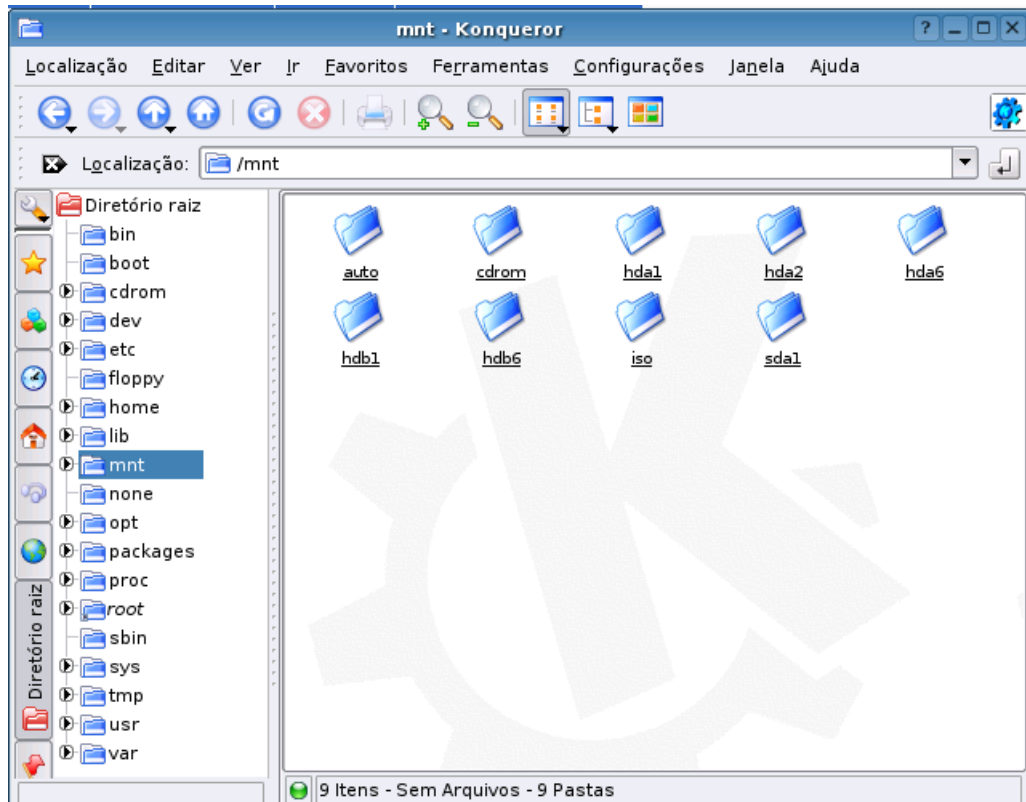 mnt - Konqueror
Localização Editar Ver Ir Favoritos Ferramentas Configurações Janela Ajuda
Localização: /mnt
Diretório raiz
bin
boot
cdrom
dev
etc
floppy
home
lib
mnt
none
opt
packages
proc
root
sbin
sys
tmp
usr
var
Diretório raiz
auto cdrom hda1 hda2 hda6
hdb1 hdb6 iso sda1
9 Itens - Sem Arquivos - 9 Pastas